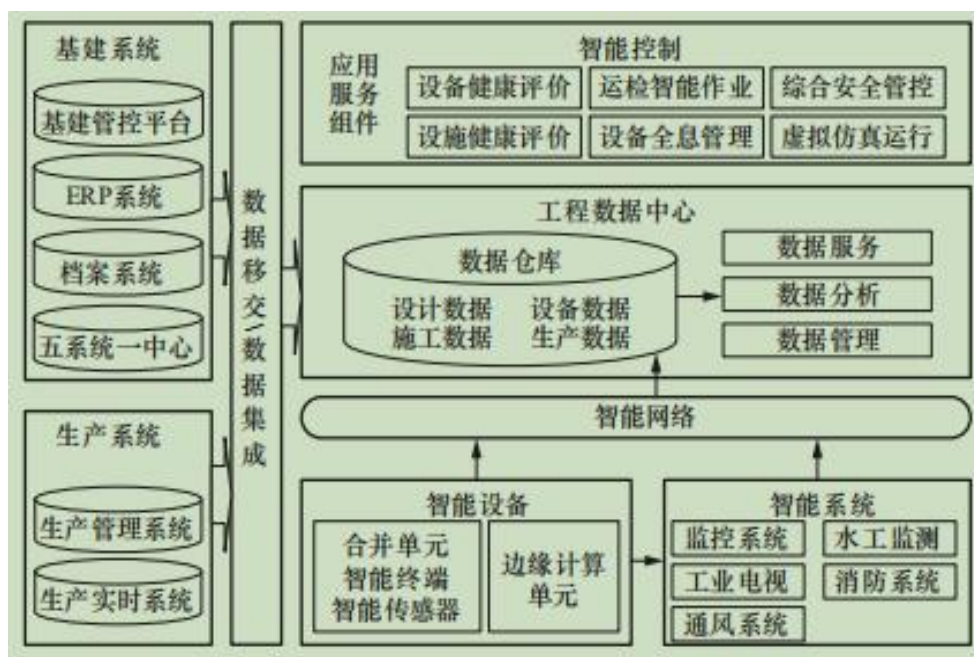 基建系统
基建管控平台
ERP系统
档案系统
五系统一中心
生产系统
生产管理系统
生产实时系统
数据移交/数据集成
智能控制
应用
服务
组件
设备健康评价
运检智能作业
综合安全管控
设施健康评价
设备全息管理
虚拟仿真运行
工程数据中心
数据仓库
设计数据
设备数据
施工数据
生产数据
数据服务
数据分析
数据管理
智能网络
智能设备
合并单元
智能终端
智能传感器
边缘计算
单元
智能系统
监控系统
水工监测
工业电视
消防系统
通风系统